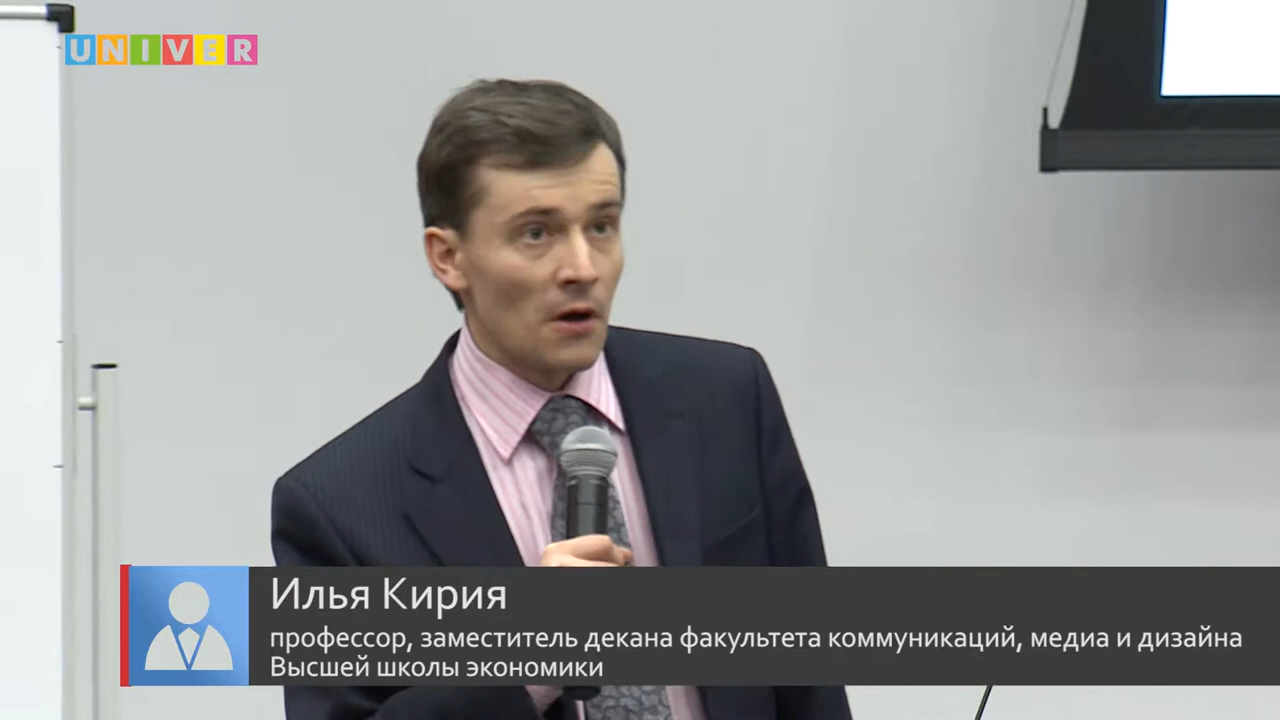 UNIVER
Илья Кирия
профессор, заместитель декана факультета коммуникаций, медиа и дизайна
Высшей школы экономики